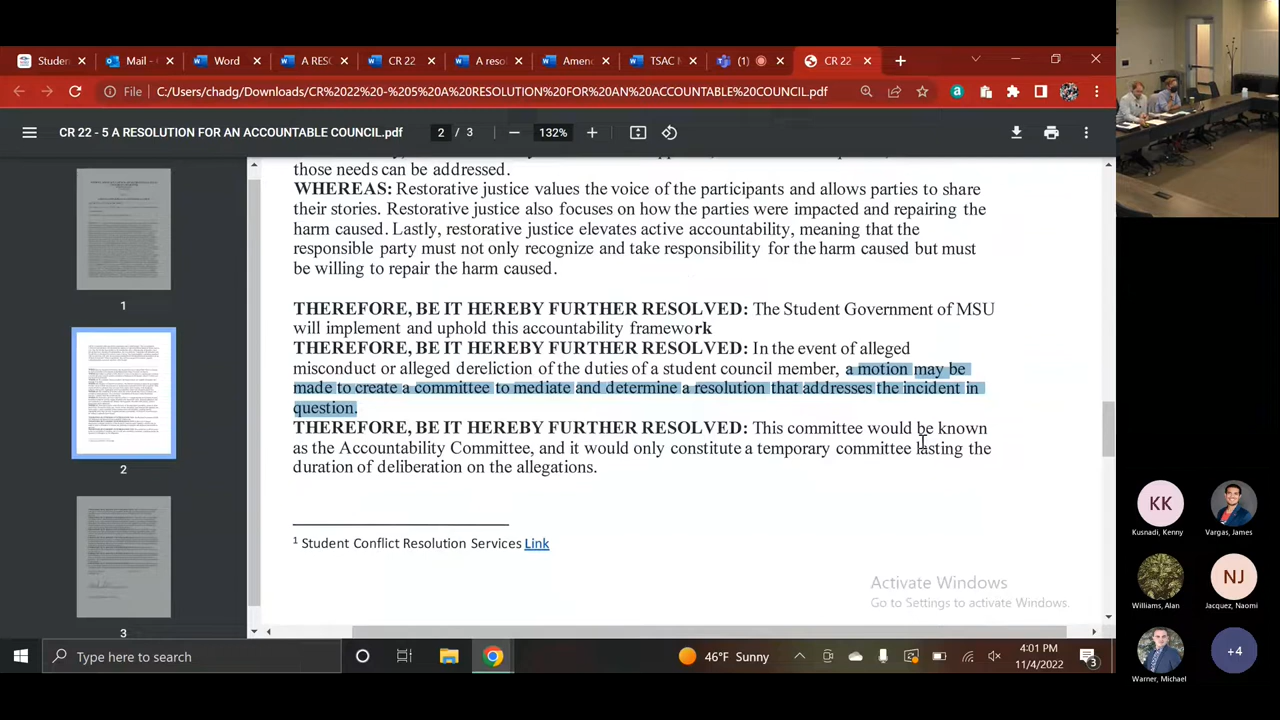 Studen
Mail -
Word
A RESC
CR 22
A reso
Amen
TSAC M
(1)
CR 22
File
C:/Users/chadg/Downloads/CR%2022%20-%205%20A%20RESOLUTION%20FOR%20AN%20ACCOUNTABLE%20COUNCIL.pdf
CR 22 - 5 A RESOLUTION FOR AN ACCOUNTABLE COUNCIL.pdf
2 / 3
132%
1
2
3
those needs can be addressed.
WHEREAS: Restorative justice values the voice of the participants and allows parties to share
their stories. Restorative justice also focuses on how the parties were impacted and repairing the
harm caused. Lastly, restorative justice elevates active accountability, meaning that the
responsible party must not only recognize and take responsibility for the harm caused but must
be willing to repair the harm caused.
THEREFORE, BE IT HEREBY FURTHER RESOLVED: The Student Government of MSU
will implement and uphold this accountability framework
THEREFORE, BE IT HEREBY FURTHER RESOLVED: In the event of alleged
misconduct or alleged dereliction of the duties of a student council member, a motion may be
made to create a committee to mediate and determine a resolution that addresses the incident in
question.
THEREFORE, BE IT HEREBY FURTHER RESOLVED: This committee would be known
as the Accountability Committee, and it would only constitute a temporary committee lasting the
duration of deliberation on the allegations.
1 Student Conflict Resolution Services Link
Activate Windows
Go to Settings to activate Windows.
Type here to search
46°F Sunny
4:01 PM
11/4/2022
3
KK
Kusnadi, Kenny
Vargas, James
Williams, Alan
NJ
Jacquez, Naomi
Warner, Michael
+4